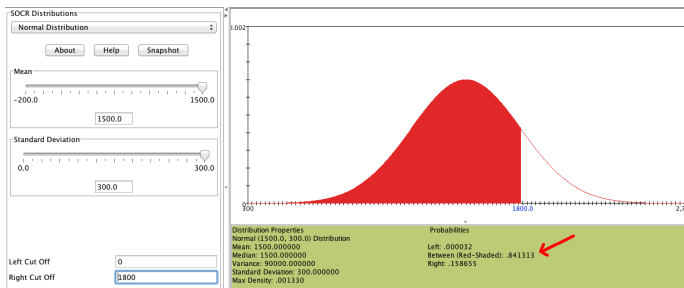 SOCR Distributions
Normal Distribution
About Help Snapshot
Mean
-200.0 1500.0
1500.0
Standard Deviation
0.0 300.0
300.0
Left Cut Off 0
Right Cut Off 1800
300 1800.0
Distribution Properties
Normal (1500.0, 300.0) Distribution
Mean: 1500.000000
Median: 1500.000000
Variance: 90000.000000
Standard Deviation: 300.000000
Max Density: .001330
Probabilities
Left: .000032
Between (Red-Shaded): .841313
Right: .158655